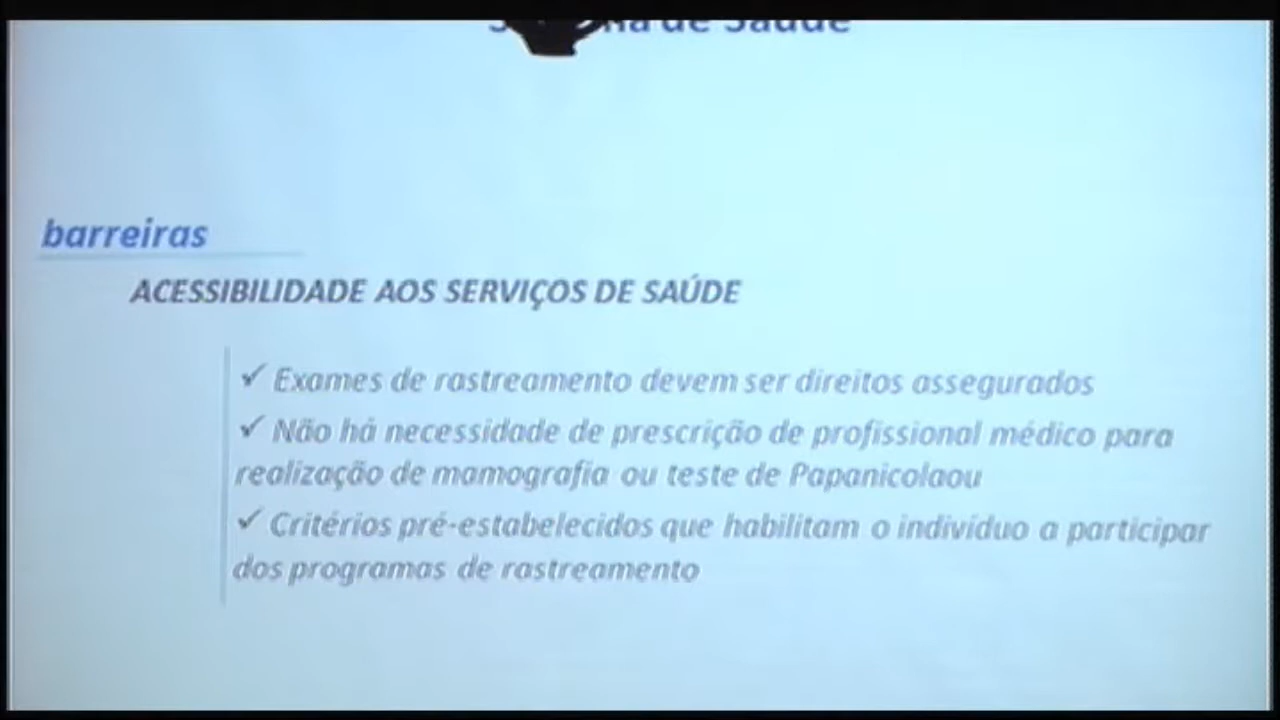 de Saúde
barreiras
ACESSIBILIDADE AOS SERVIÇOS DE SAÚDE
✓ Exames de rastreamento devem ser direitos assegurados
✓ Não há necessidade de prescrição de profissional médico para
realização de mamografia ou teste de Papanicolaou
✓ Critérios pré-estabelecidos que habilitam o indivíduo a participar
dos programas de rastreamento